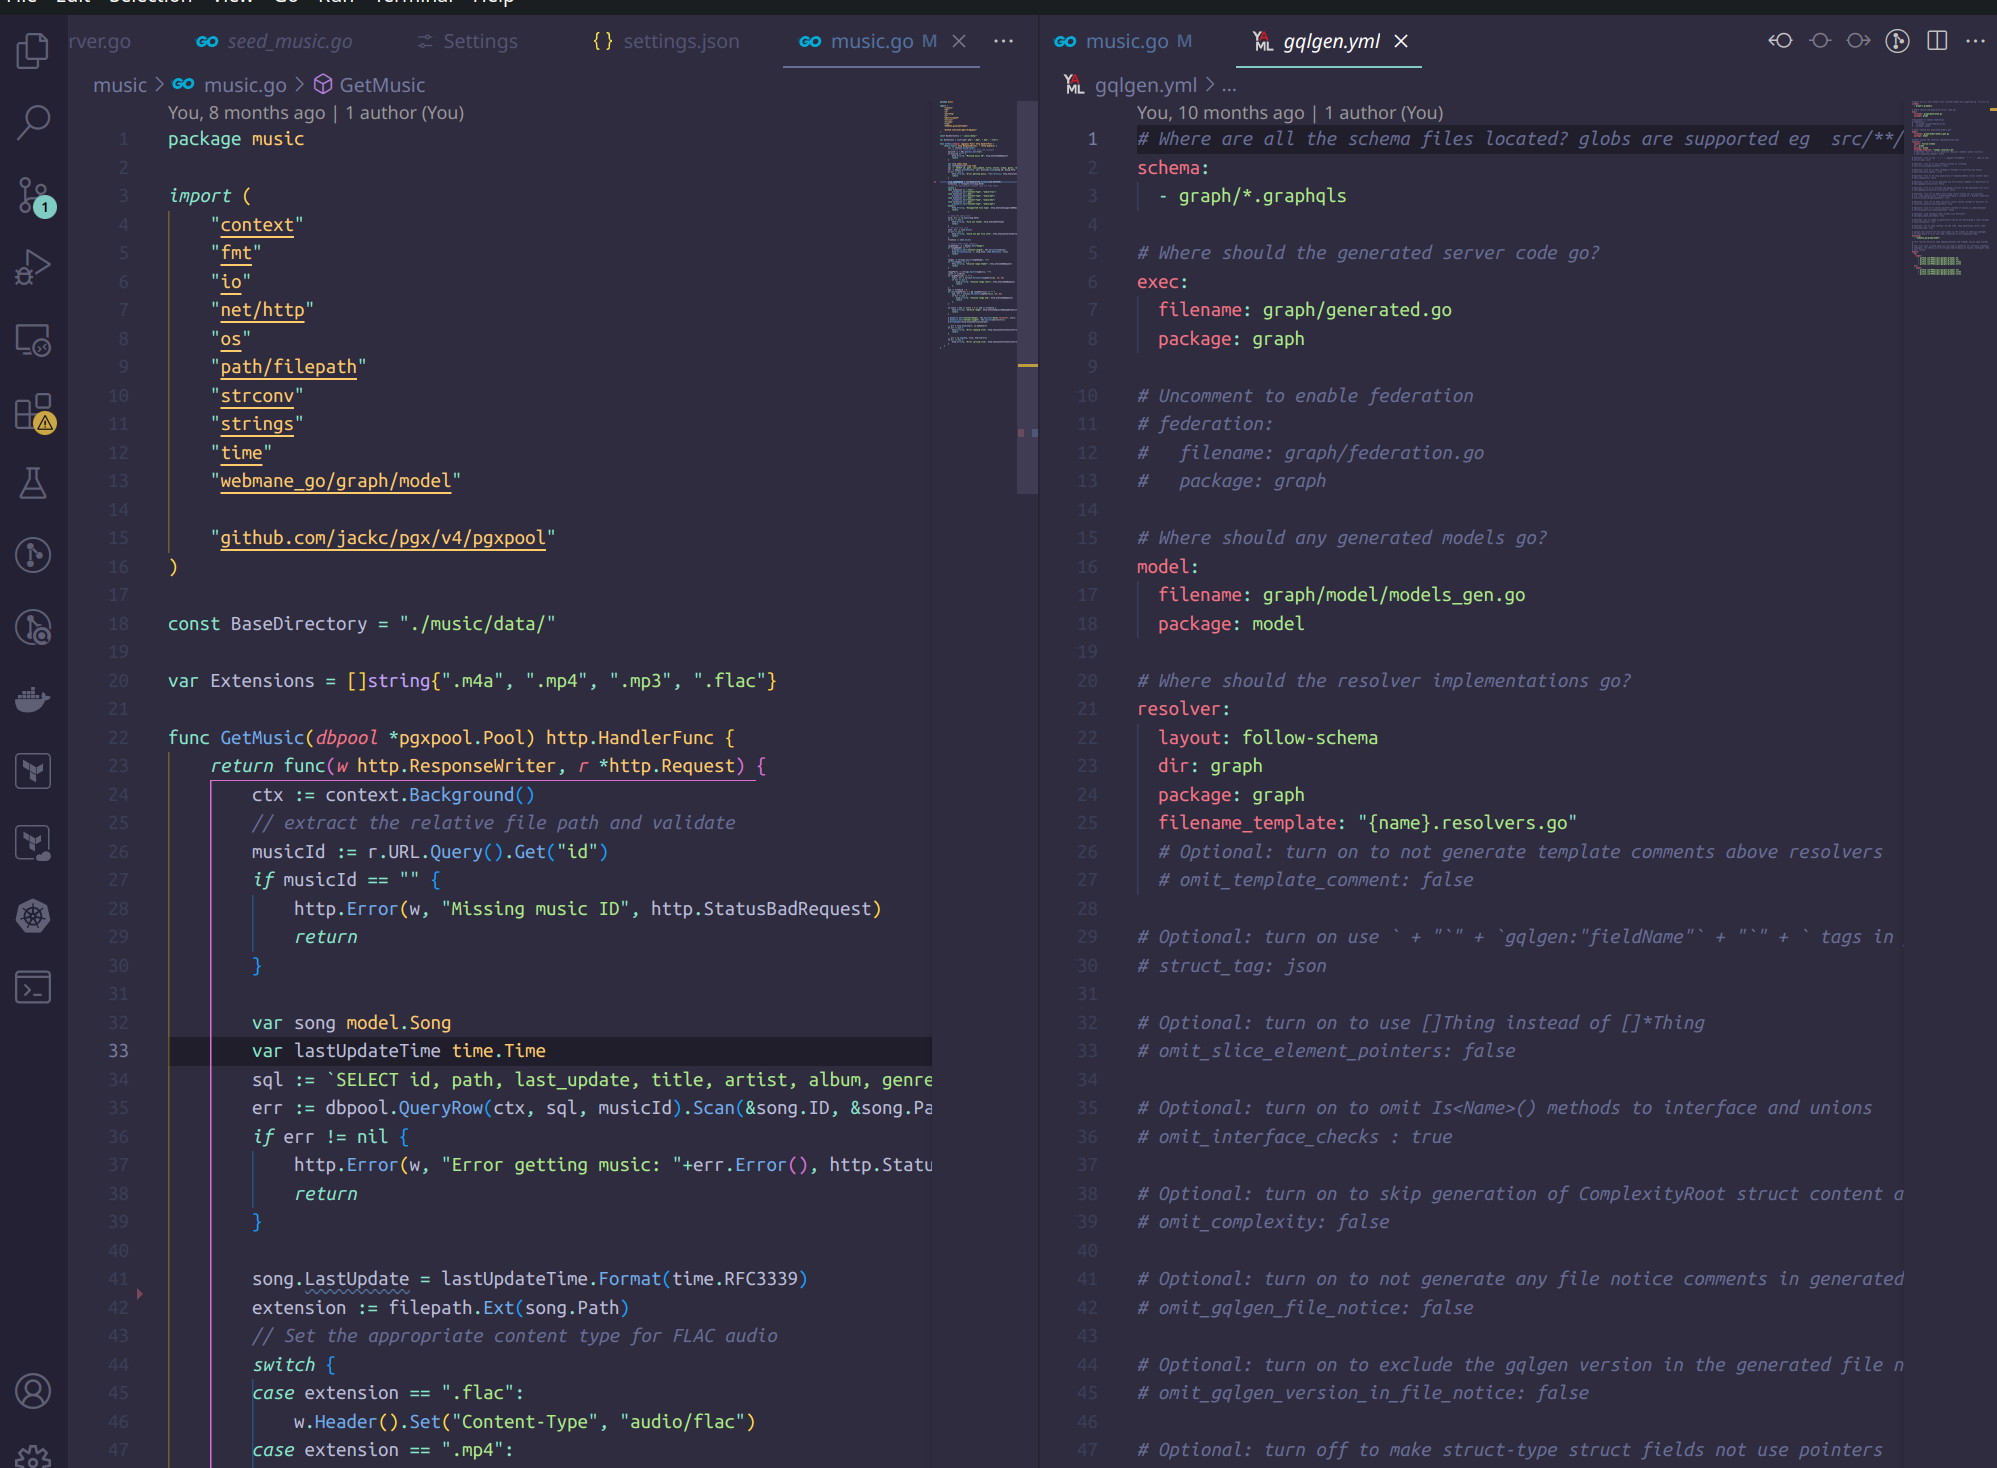 File Edit Selection View Go Run Terminal Help
rver.go
GO seed_music.go
Settings
{} settings.json
GO music.go M
music > GO music.go > GetMusic
You, 8 months ago | 1 author (You)
1 package music
2
3 import (
4 "context"
5 "fmt"
6 "io"
7 "net/http"
8 "os"
9 "path/filepath"
10 "strconv"
11 "strings"
12 "time"
13 "webmane_go/graph/model"
14
15 "github.com/jackc/pgx/v4/pgxpool"
16 )
17
18 const BaseDirectory = "./music/data/"
19
20 var Extensions = []string{".m4a", ".mp4", ".mp3", ".flac"}
21
22 func GetMusic(dbpool *pgxpool.Pool) http.HandlerFunc {
23 return func(w http.ResponseWriter, r *http.Request) {
24 ctx := context.Background()
25 // extract the relative file path and validate
26 musicId := r.URL.Query().Get("id")
27 if musicId == "" {
28 http.Error(w, "Missing music ID", http.StatusBadRequest)
29 return
30 }
31
32 var song model.Song
33 var lastUpdateTime time.Time
34 sql := `SELECT id, path, last_update, title, artist, album, genre
35 err := dbpool.QueryRow(ctx, sql, musicId).Scan(&song.ID, &song.Pa
36 if err != nil {
37 http.Error(w, "Error getting music: "+err.Error(), http.Statu
38 return
39 }
40
41 song.LastUpdate = lastUpdateTime.Format(time.RFC3339)
42 extension := filepath.Ext(song.Path)
43 // Set the appropriate content type for FLAC audio
44 switch {
45 case extension == ".flac":
46 w.Header().Set("Content-Type", "audio/flac")
47 case extension == ".mp4":
1
GO music.go M
YAML gqlgen.yml
YAML gqlgen.yml > ...
You, 10 months ago | 1 author (You)
1 # Where are all the schema files located? globs are supported eg  src/**/
2 schema:
3 - graph/*.graphqls
4
5 # Where should the generated server code go?
6 exec:
7 filename: graph/generated.go
8 package: graph
9
10 # Uncomment to enable federation
11 # federation:
12 #   filename: graph/federation.go
13 #   package: graph
14
15 # Where should any generated models go?
16 model:
17 filename: graph/model/models_gen.go
18 package: model
19
20 # Where should the resolver implementations go?
21 resolver:
22 layout: follow-schema
23 dir: graph
24 package: graph
25 filename_template: "{name}.resolvers.go"
26 # Optional: turn on to not generate template comments above resolvers
27 # omit_template_comment: false
28
29 # Optional: turn on use ` + "`" + `gqlgen:"fieldName"` + "`" + ` tags in
30 # struct_tag: json
31
32 # Optional: turn on to use []Thing instead of []*Thing
33 # omit_slice_element_pointers: false
34
35 # Optional: turn on to omit Is<Name>() methods to interface and unions
36 # omit_interface_checks : true
37
38 # Optional: turn on to skip generation of ComplexityRoot struct content a
39 # omit_complexity: false
40
41 # Optional: turn on to not generate any file notice comments in generated
42 # omit_gqlgen_file_notice: false
43
44 # Optional: turn on to exclude the gqlgen version in the generated file n
45 # omit_gqlgen_version_in_file_notice: false
46
47 # Optional: turn off to make struct-type struct fields not use pointers